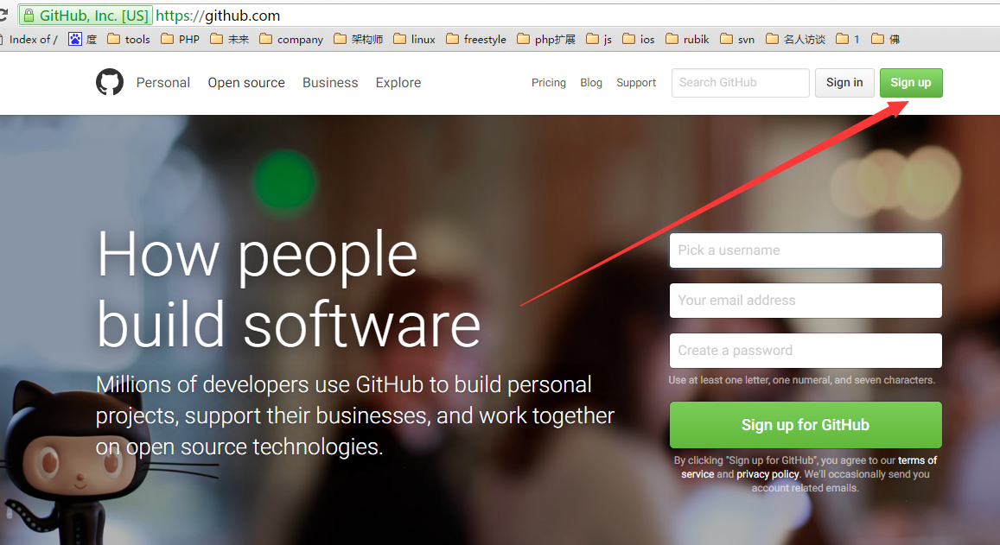 GitHub, Inc. [US] https://github.com
Index of / 度 tools PHP 未来 company 架构师 linux freestyle php扩展 js ios rubik svn 名人访谈 1 佛
Personal Open source Business Explore Pricing Blog Support Search GitHub Sign in Sign up
How people
build software
Millions of developers use GitHub to build personal
projects, support their businesses, and work together
on open source technologies.
Pick a username
Your email address
Create a password
Use at least one letter, one numeral, and seven characters.
Sign up for GitHub
By clicking "Sign up for GitHub", you agree to our terms of
service and privacy policy. We'll occasionally send you
account related emails.